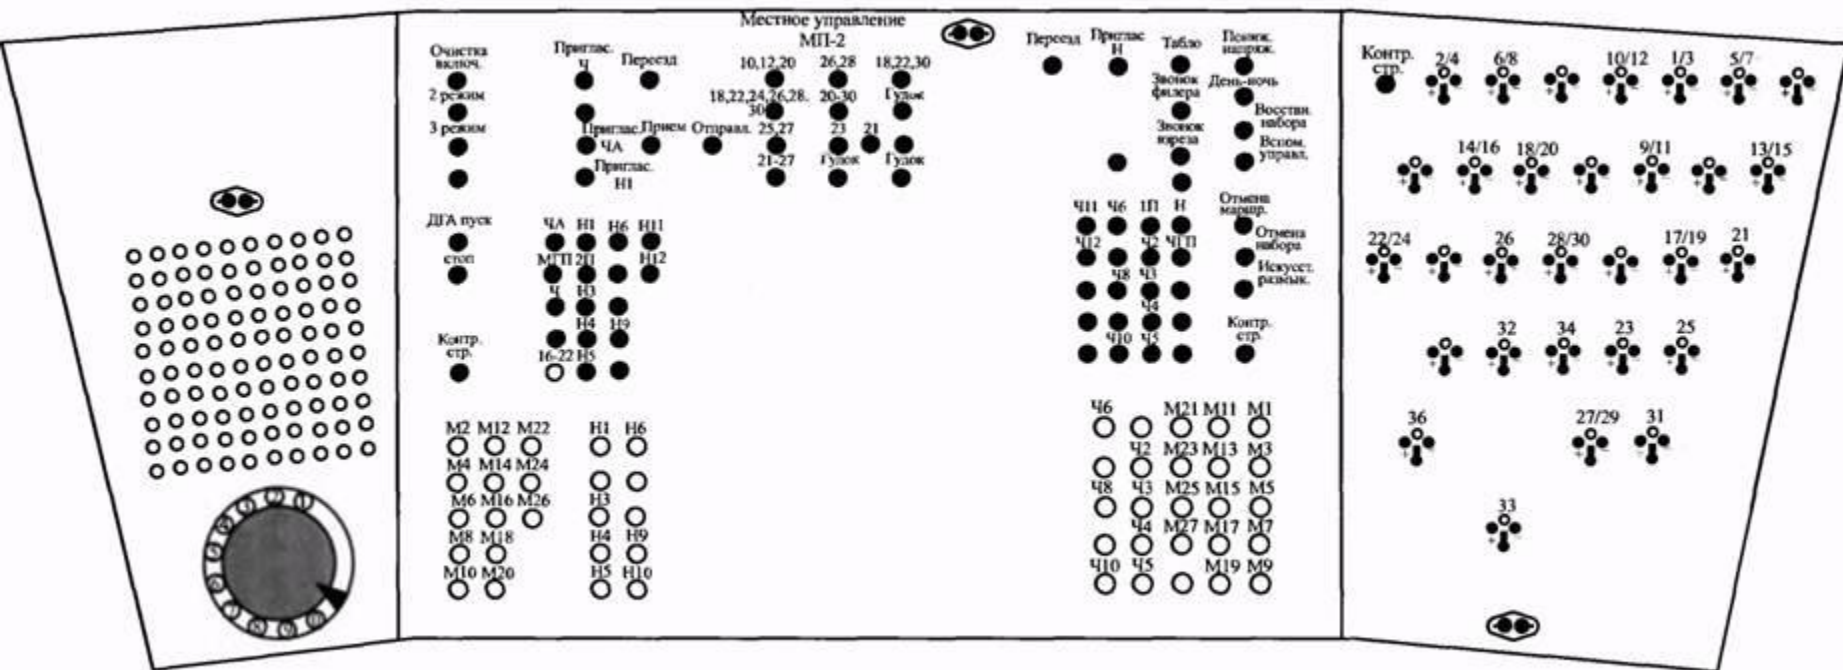 Местное управление
МП-2
Очистка
включ.
2 режим
3 режим
ДГА пуск
стоп
Контр.
стр.
Приглас.
Ч
Переезд
Приглас.
ЧА
Прием
Отправл.
Приглас.
Н1
10,12,20
26,28
18,22,30
18,22,24,26,28.
30
20-30
Гудок
25,27
23
21
21-27
Гудок
Гудок
ЧА Н1 Н6 Н11
МГП 2П Н12
Ч Н3
Н4 Н9
16-22 Н5
М2 М12 М22 Н1 Н6
М4 М14 М24
М6 М16 М26 Н3
М8 М18 Н4 Н9
М10 М20 Н5 Н10
Переезд
Приглас
Н
Табло
Звонок
филера
Звонок
Пониж.
напряж.
День-ночь
набора
Вспом.
управл.
Отмена
маршр.
Отмена
набора
Искусст.
размык.
Контр.
стр.
Ч11 Ч6 1П Н
Ч12 Ч2 ЧГП
Ч8 Ч3
Ч4
Ч10 Ч5
Ч6 М21 М11 М1
Ч2 М23 М13 М3
Ч8 Ч3 М25 М15 М5
Ч4 М27 М17 М7
Ч10 Ч5 М19 М9
Контр.
стр.
2/4 6/8 10/12 1/3 5/7
14/16 18/20 9/11 13/15
22/24 26 28/30 17/19 21
32 34 23 25
36 27/29 31
33